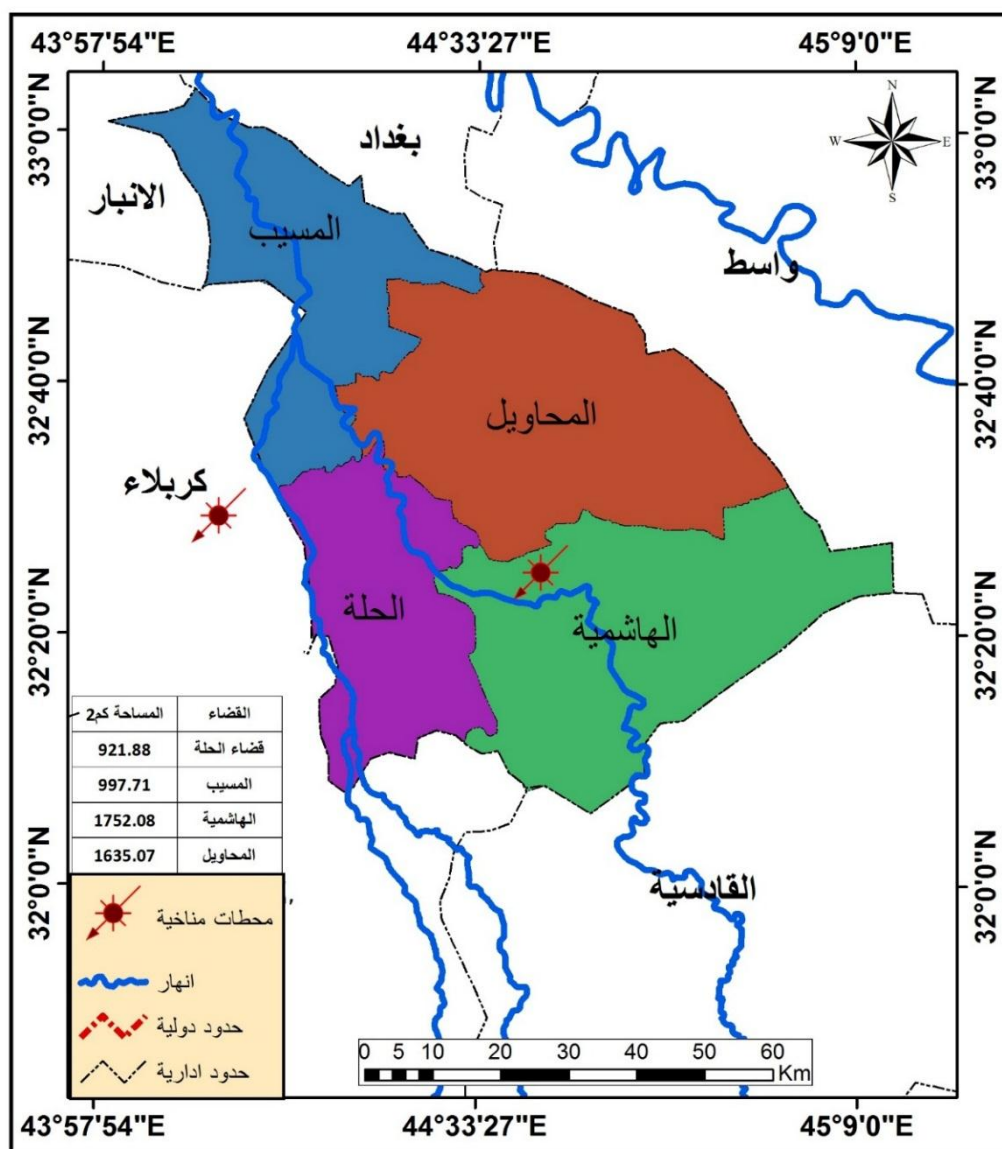 43°57'54"E 44°33'27"E 45°9'0"E
N
W E
S
33°0'0"N 33°0'0"N
بغداد
الانبار
المسيب
واسط
32°40'0"N 32°40'0"N
المحاويل
كربلاء
الحلة
الهاشمية
32°20'0"N 32°20'0"N
القضاء المساحة كم2
قضاء الحلة 921.88
المسيب 997.71
الهاشمية 1752.08
المحاويل 1635.07
القادسية
32°0'0"N 32°0'0"N
محطات مناخية
انهار
حدود دولية
حدود ادارية
0 5 10 20 30 40 50 60
Km
43°57'54"E 44°33'27"E 45°9'0"E